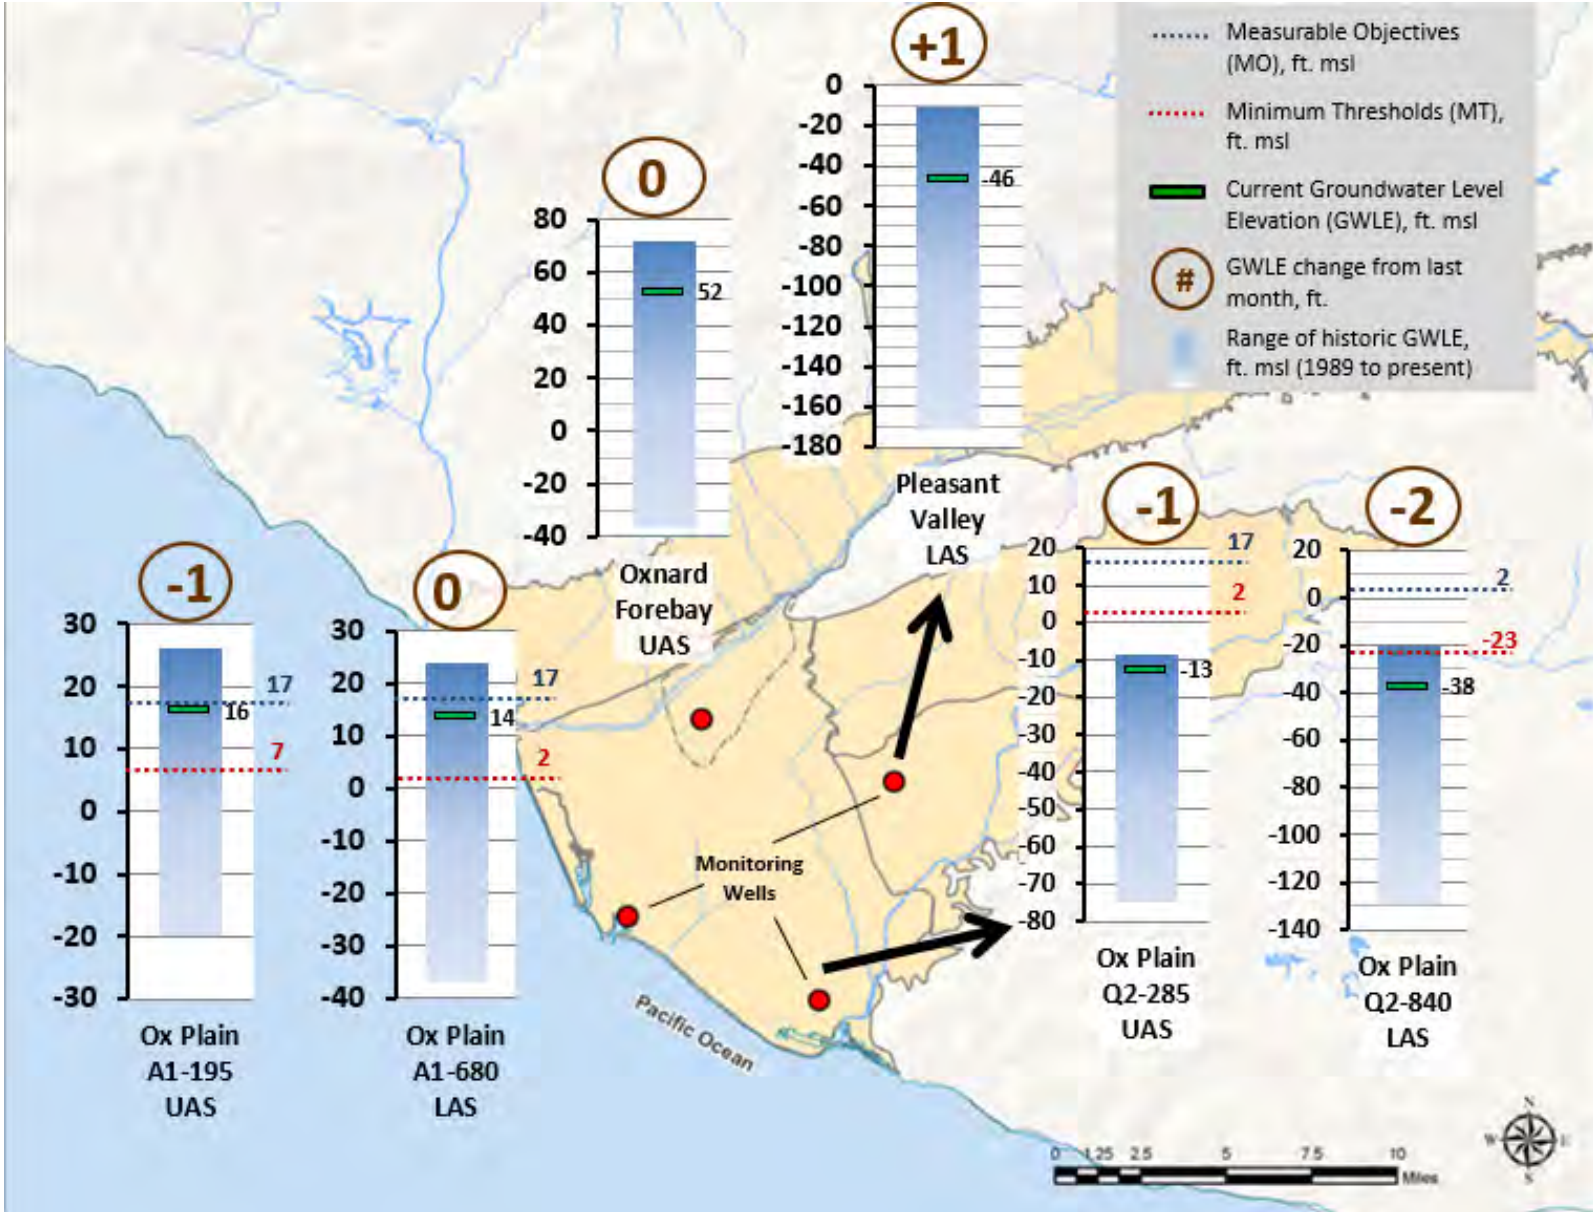 Measurable Objectives
(MO), ft. msl
Minimum Thresholds (MT),
ft. msl
Current Groundwater Level
Elevation (GWLE), ft. msl
#
GWLE change from last
month, ft.
Range of historic GWLE,
ft. msl (1989 to present)
+1
0
-20
-40
-60
-80
-100
-120
-140
-160
-180
-46
Pleasant
Valley
LAS
0
80
60
40
20
0
-20
-40
52
Oxnard
Forebay
UAS
-1
30
20
10
0
-10
-20
-30
17
16
7
Ox Plain
A1-195
UAS
0
30
20
10
0
-10
-20
-30
-40
17
14
2
Ox Plain
A1-680
LAS
-1
20
10
0
-10
-20
-30
-40
-50
-60
-70
-80
17
2
-13
Ox Plain
Q2-285
UAS
-2
20
0
-20
-40
-60
-80
-100
-120
-140
2
-23
-38
Ox Plain
Q2-840
LAS
Monitoring
Wells
Pacific Ocean
0 1.25 2.5 5 7.5 10
Miles
N
W E
S